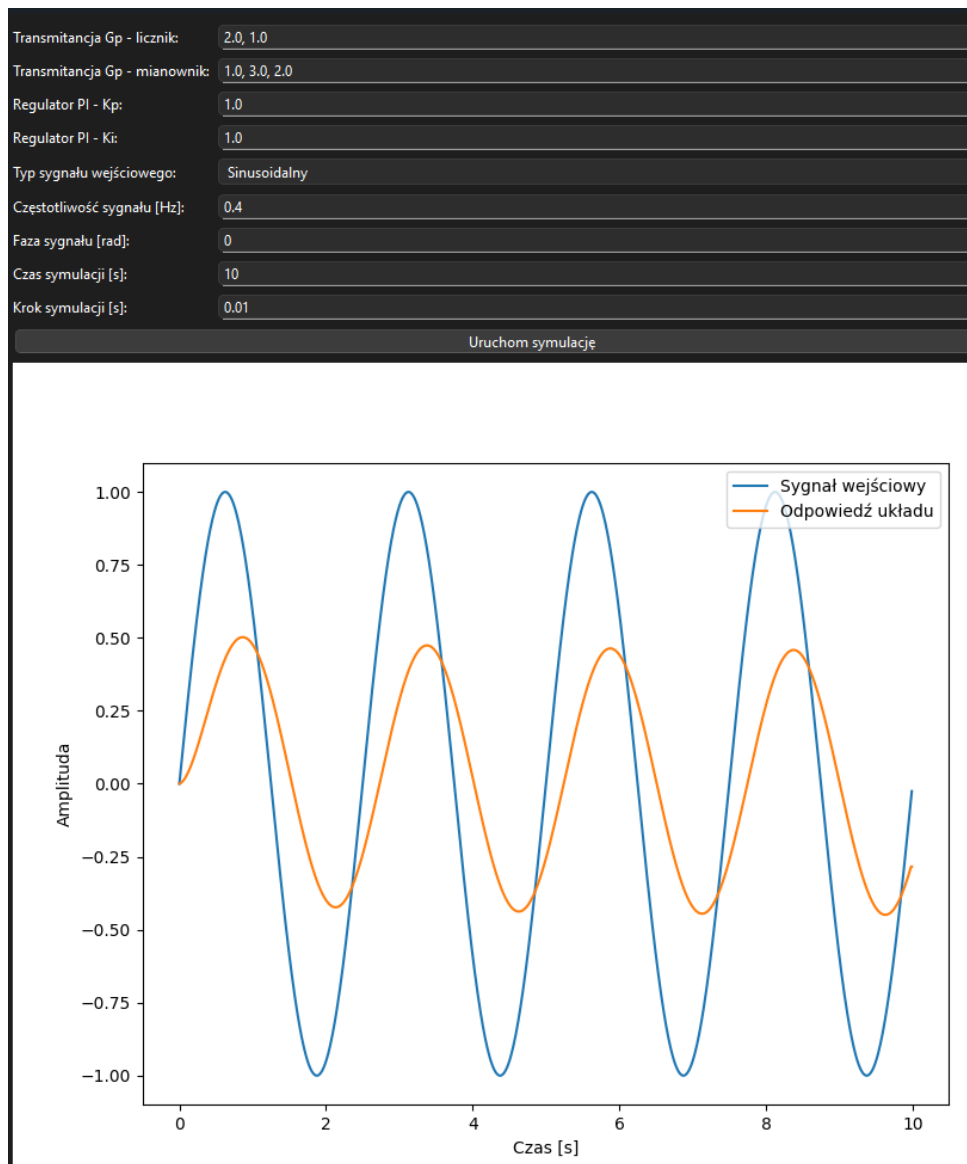 Transmitancja Gp - licznik: 2.0, 1.0
Transmitancja Gp - mianownik: 1.0, 3.0, 2.0
Regulator PI - Kp: 1.0
Regulator PI - Ki: 1.0
Typ sygnału wejściowego: Sinusoidalny
Częstotliwość sygnału [Hz]: 0.4
Faza sygnału [rad]: 0
Czas symulacji [s]: 10
Krok symulacji [s]: 0.01
Uruchom symulację
Sygnał wejściowy
Odpowiedź układu
1.00
0.75
0.50
0.25
0.00
−0.25
−0.50
−0.75
−1.00
Amplituda
0 2 4 6 8 10
Czas [s]